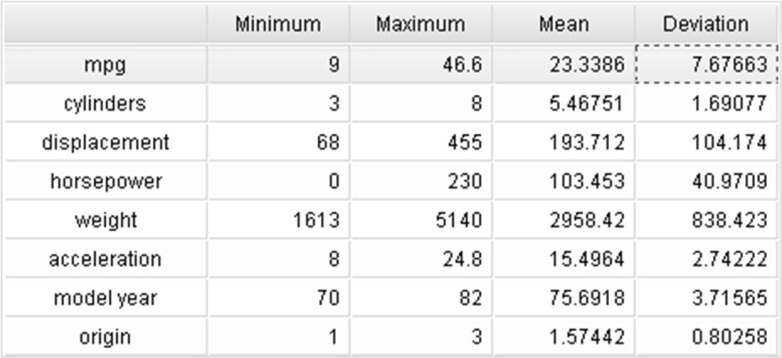 Minimum Maximum Mean Deviation
mpg 9 46.6 23.3386 7.67663
cylinders 3 8 5.46751 1.69077
displacement 68 455 193.712 104.174
horsepower 0 230 103.453 40.9709
weight 1613 5140 2958.42 838.423
acceleration 8 24.8 15.4964 2.74222
model year 70 82 75.6918 3.71565
origin 1 3 1.57442 0.80258